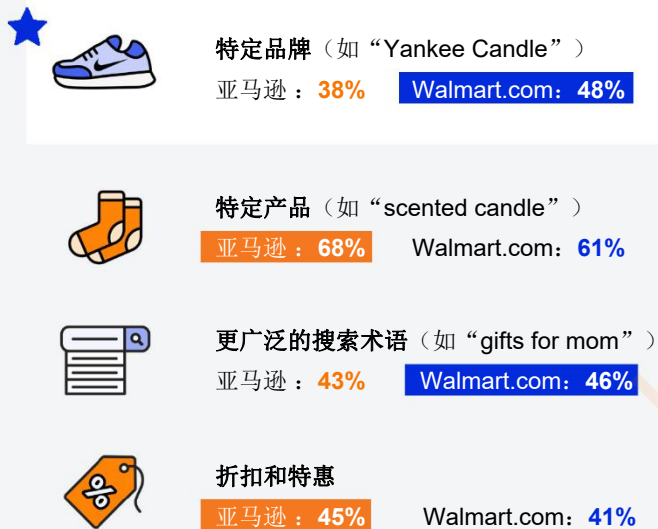 特定品牌（如“Yankee Candle”）
亚马逊：38% Walmart.com：48%
特定产品（如“scented candle”）
亚马逊：68% Walmart.com：61%
更广泛的搜索术语（如“gifts for mom”）
亚马逊：43% Walmart.com：46%
折扣和特惠
亚马逊：45% Walmart.com：41%